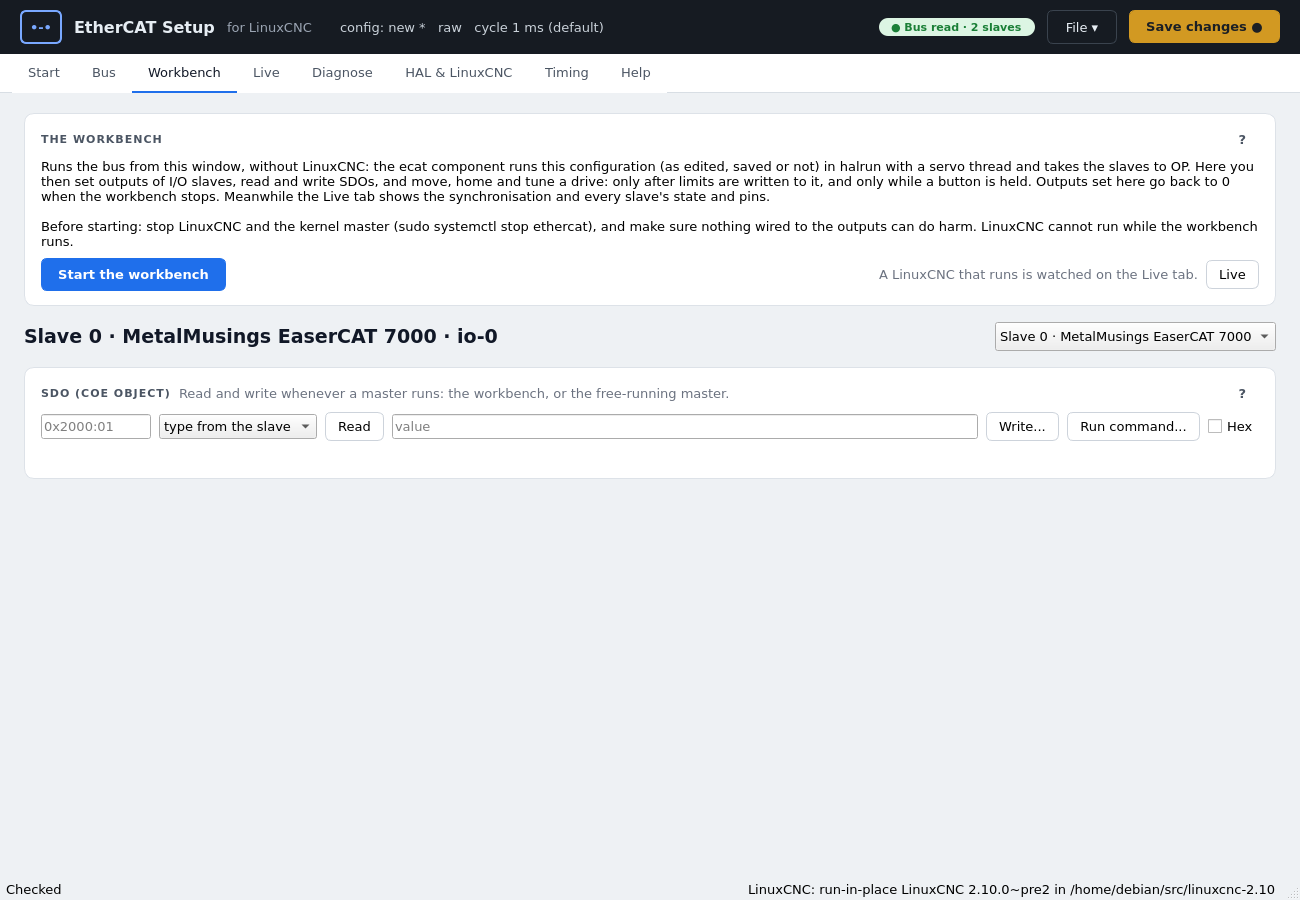 EtherCAT Setup for LinuxCNC config: new * raw cycle 1 ms (default) ● Bus read · 2 slaves File ▾ Save changes ●
Start Bus Workbench Live Diagnose HAL & LinuxCNC Timing Help
THE WORKBENCH ?
Runs the bus from this window, without LinuxCNC: the ecat component runs this configuration (as edited, saved or not) in halrun with a servo thread and takes the slaves to OP. Here you
then set outputs of I/O slaves, read and write SDOs, and move, home and tune a drive: only after limits are written to it, and only while a button is held. Outputs set here go back to 0
when the workbench stops. Meanwhile the Live tab shows the synchronisation and every slave's state and pins.
Before starting: stop LinuxCNC and the kernel master (sudo systemctl stop ethercat), and make sure nothing wired to the outputs can do harm. LinuxCNC cannot run while the workbench
runs.
Start the workbench A LinuxCNC that runs is watched on the Live tab. Live
Slave 0 · MetalMusings EaserCAT 7000 · io-0 Slave 0 · MetalMusings EaserCAT 7000
SDO (COE OBJECT) Read and write whenever a master runs: the workbench, or the free-running master. ?
0x2000:01 type from the slave Read value Write... Run command... Hex
Checked LinuxCNC: run-in-place LinuxCNC 2.10.0~pre2 in /home/debian/src/linuxcnc-2.10